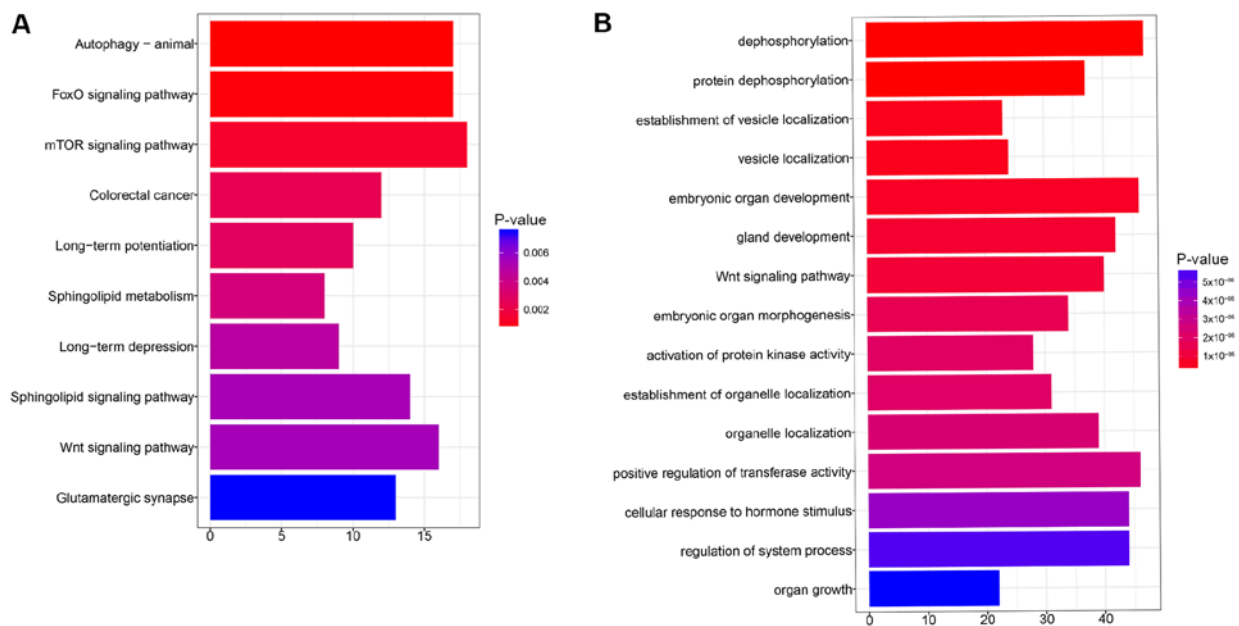 A
Autophagy − animal
FoxO signaling pathway
mTOR signaling pathway
Colorectal cancer
Long−term potentiation
Sphingolipid metabolism
Long−term depression
Sphingolipid signaling pathway
Wnt signaling pathway
Glutamatergic synapse
0 5 10 15
P-value
0.006
0.004
0.002
B
dephosphorylation
protein dephosphorylation
establishment of vesicle localization
vesicle localization
embryonic organ development
gland development
Wnt signaling pathway
embryonic organ morphogenesis
activation of protein kinase activity
establishment of organelle localization
organelle localization
positive regulation of transferase activity
cellular response to hormone stimulus
regulation of system process
organ growth
0 10 20 30 40
P-value